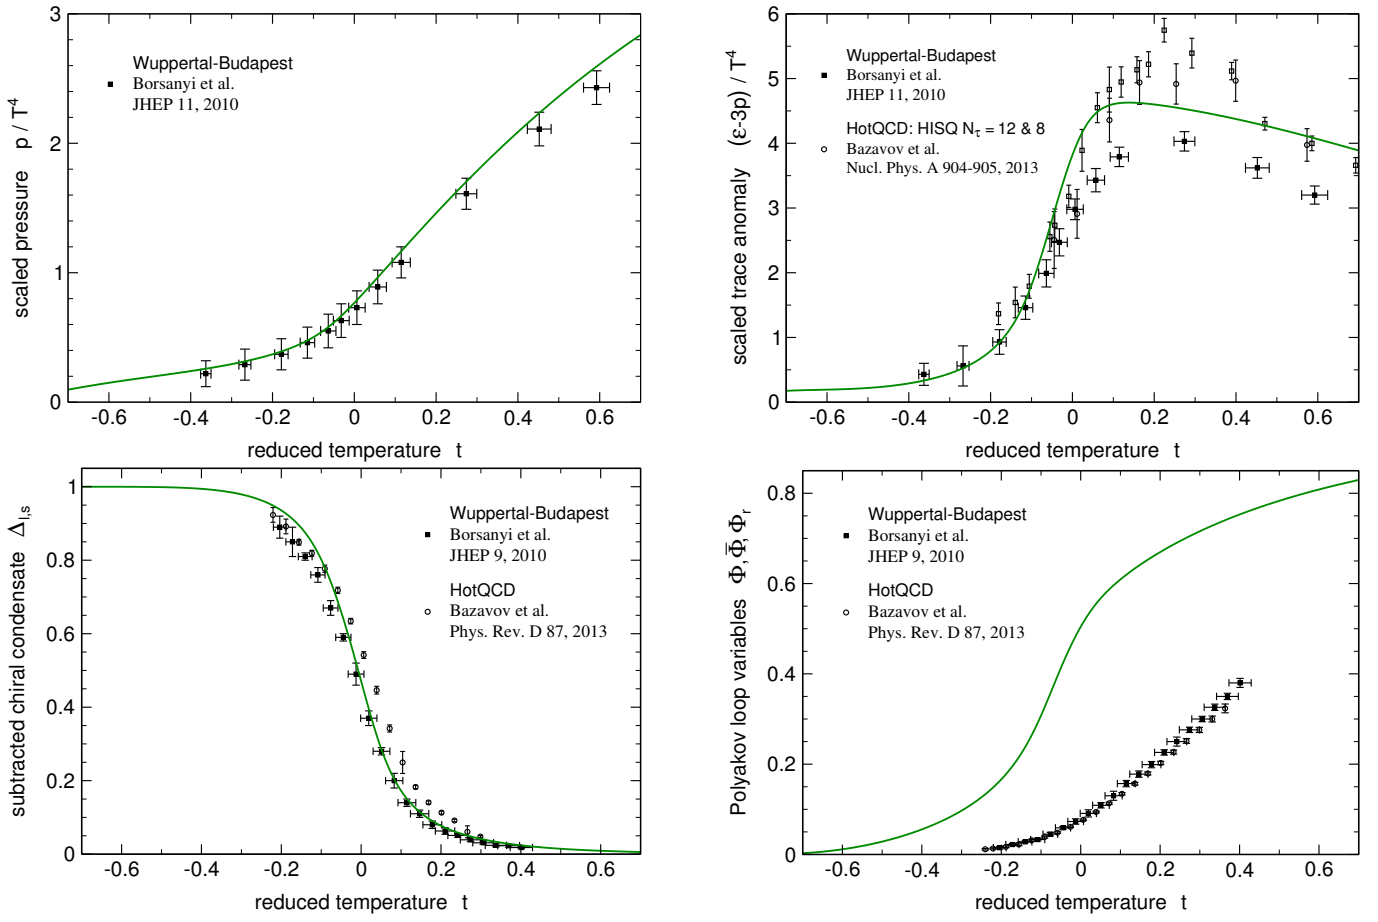 3
2
1
0
scaled pressure p / T⁴
Wuppertal-Budapest
Borsanyi et al.
JHEP 11, 2010
-0.6 -0.4 -0.2 0 0.2 0.4 0.6
reduced temperature t
6
5
4
3
2
1
0
scaled trace anomaly (ε-3p) / T⁴
Wuppertal-Budapest
Borsanyi et al.
JHEP 11, 2010
HotQCD: HISQ Nτ = 12 & 8
Bazavov et al.
Nucl. Phys. A 904-905, 2013
-0.6 -0.4 -0.2 0 0.2 0.4 0.6
reduced temperature t
1
0.8
0.6
0.4
0.2
0
subtracted chiral condensate Δl,s
Wuppertal-Budapest
Borsanyi et al.
JHEP 9, 2010
HotQCD
Bazavov et al.
Phys. Rev. D 87, 2013
-0.6 -0.4 -0.2 0 0.2 0.4 0.6
reduced temperature t
0.8
0.6
0.4
0.2
0
Polyakov loop variables Φ,Φ̄,Φr
Wuppertal-Budapest
Borsanyi et al.
JHEP 9, 2010
HotQCD
Bazavov et al.
Phys. Rev. D 87, 2013
-0.6 -0.4 -0.2 0 0.2 0.4 0.6
reduced temperature t